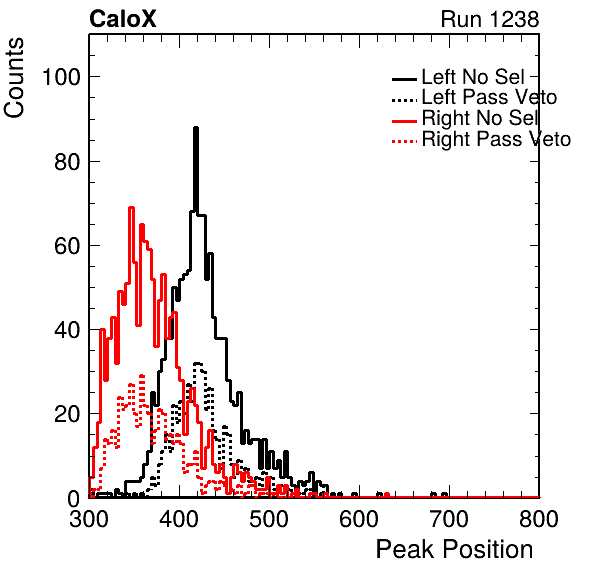 CaloX Run 1238
Counts
Left No Sel
Left Pass Veto
Right No Sel
Right Pass Veto
100
80
60
40
20
0
300 400 500 600 700 800
Peak Position